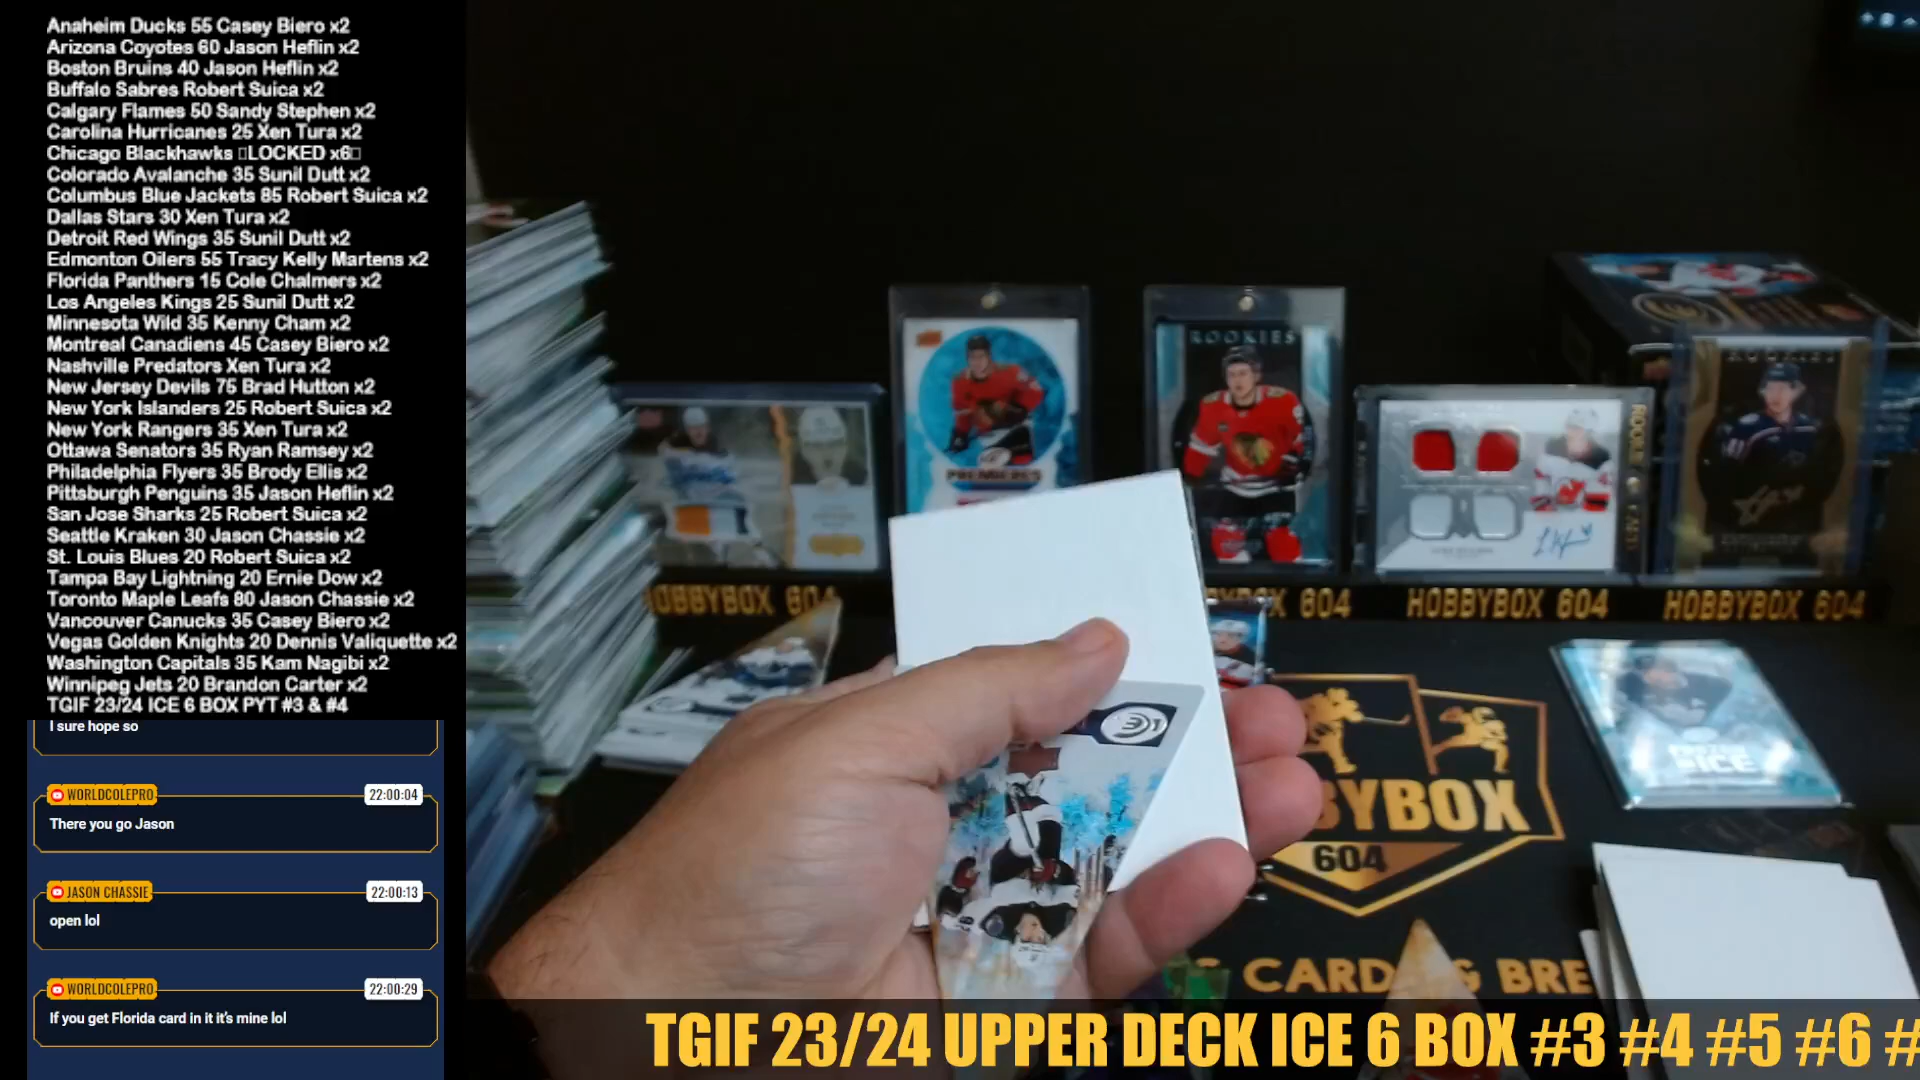 Anaheim Ducks 55 Casey Biero x2
Arizona Coyotes 60 Jason Heflin x2
Boston Bruins 40 Jason Heflin x2
Buffalo Sabres Robert Suica x2
Calgary Flames 50 Sandy Stephen x2
Carolina Hurricanes 25 Xen Tura x2
Chicago Blackhawks ▯LOCKED x6▯
Colorado Avalanche 35 Sunil Dutt x2
Columbus Blue Jackets 85 Robert Suica x2
Dallas Stars 30 Xen Tura x2
Detroit Red Wings 35 Sunil Dutt x2
Edmonton Oilers 55 Tracy Kelly Martens x2
Florida Panthers 15 Cole Chalmers x2
Los Angeles Kings 25 Sunil Dutt x2
Minnesota Wild 35 Kenny Cham x2
Montreal Canadiens 45 Casey Biero x2
Nashville Predators Xen Tura x2
New Jersey Devils 75 Brad Hutton x2
New York Islanders 25 Robert Suica x2
New York Rangers 35 Xen Tura x2
Ottawa Senators 35 Ryan Ramsey x2
Philadelphia Flyers 35 Brody Ellis x2
Pittsburgh Penguins 35 Jason Heflin x2
San Jose Sharks 25 Robert Suica x2
Seattle Kraken 30 Jason Chassie x2
St. Louis Blues 20 Robert Suica x2
Tampa Bay Lightning 20 Ernie Dow x2
Toronto Maple Leafs 80 Jason Chassie x2
Vancouver Canucks 35 Casey Biero x2
Vegas Golden Knights 20 Dennis Valiquette x2
Washington Capitals 35 Kam Nagibi x2
Winnipeg Jets 20 Brandon Carter x2
TGIF 23/24 ICE 6 BOX PYT #3 & #4
I sure hope so
WORLDCOLEPRO 22:00:04
There you go Jason
JASON CHASSIE 22:00:13
open lol
WORLDCOLEPRO 22:00:29
If you get Florida card in it it's mine lol
ROOKIES
PREMIERES
HOBBYBOX 604
X 604
HOBBYBOX 604
HOBBYBOX 604
ICE
BYBOX
604
CARD
BRE
TGIF 23/24 UPPER DECK ICE 6 BOX #3 #4 #5 #6 #